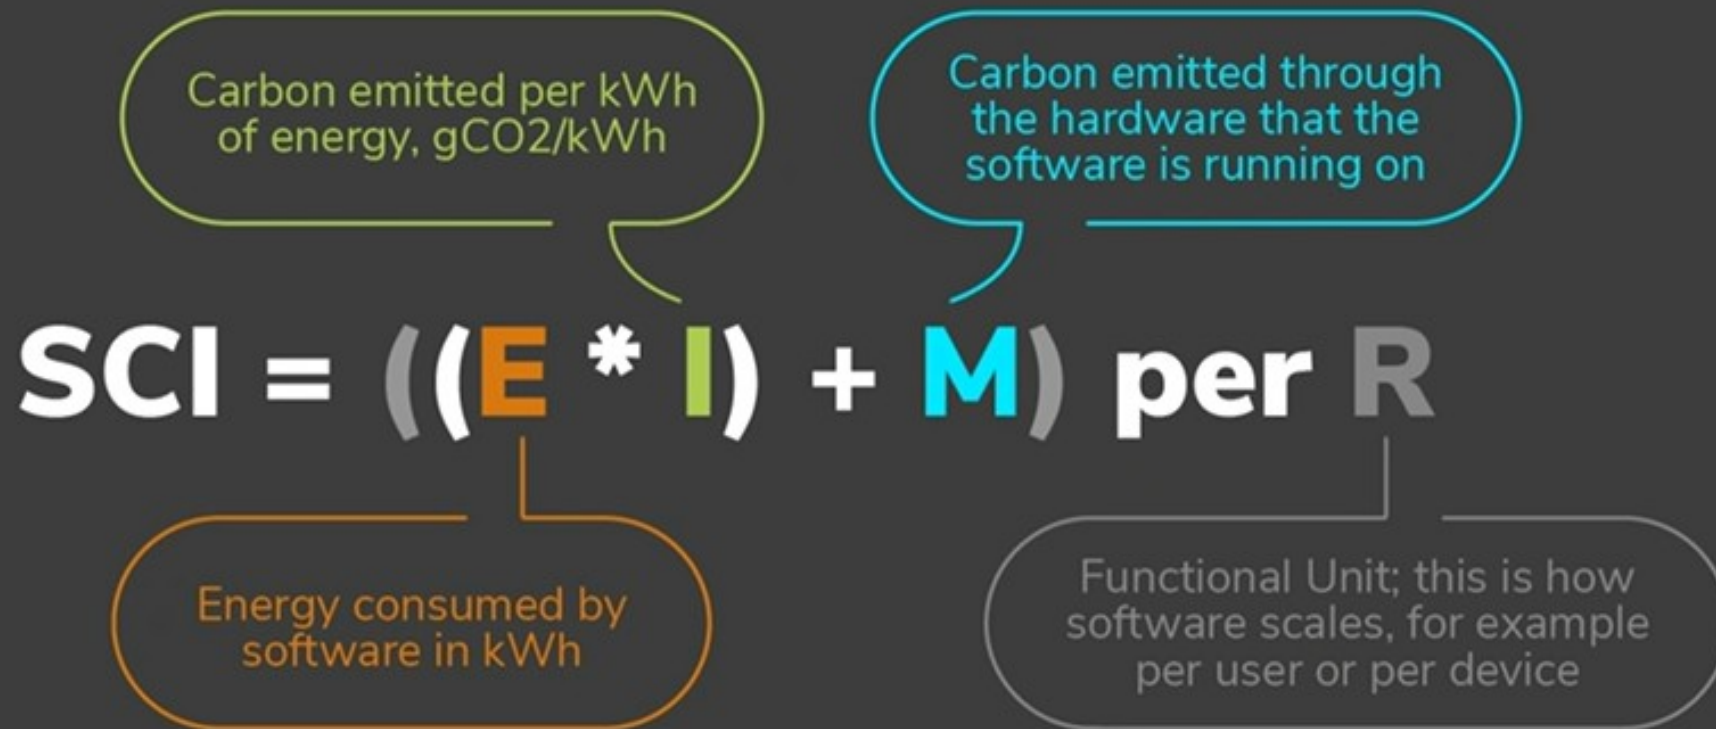 Carbon emitted per kWh
of energy, gCO2/kWh
Carbon emitted through
the hardware that the
software is running on
SCI = ((E * I) + M) per R
Energy consumed by
software in kWh
Functional Unit; this is how
software scales, for example
per user or per device